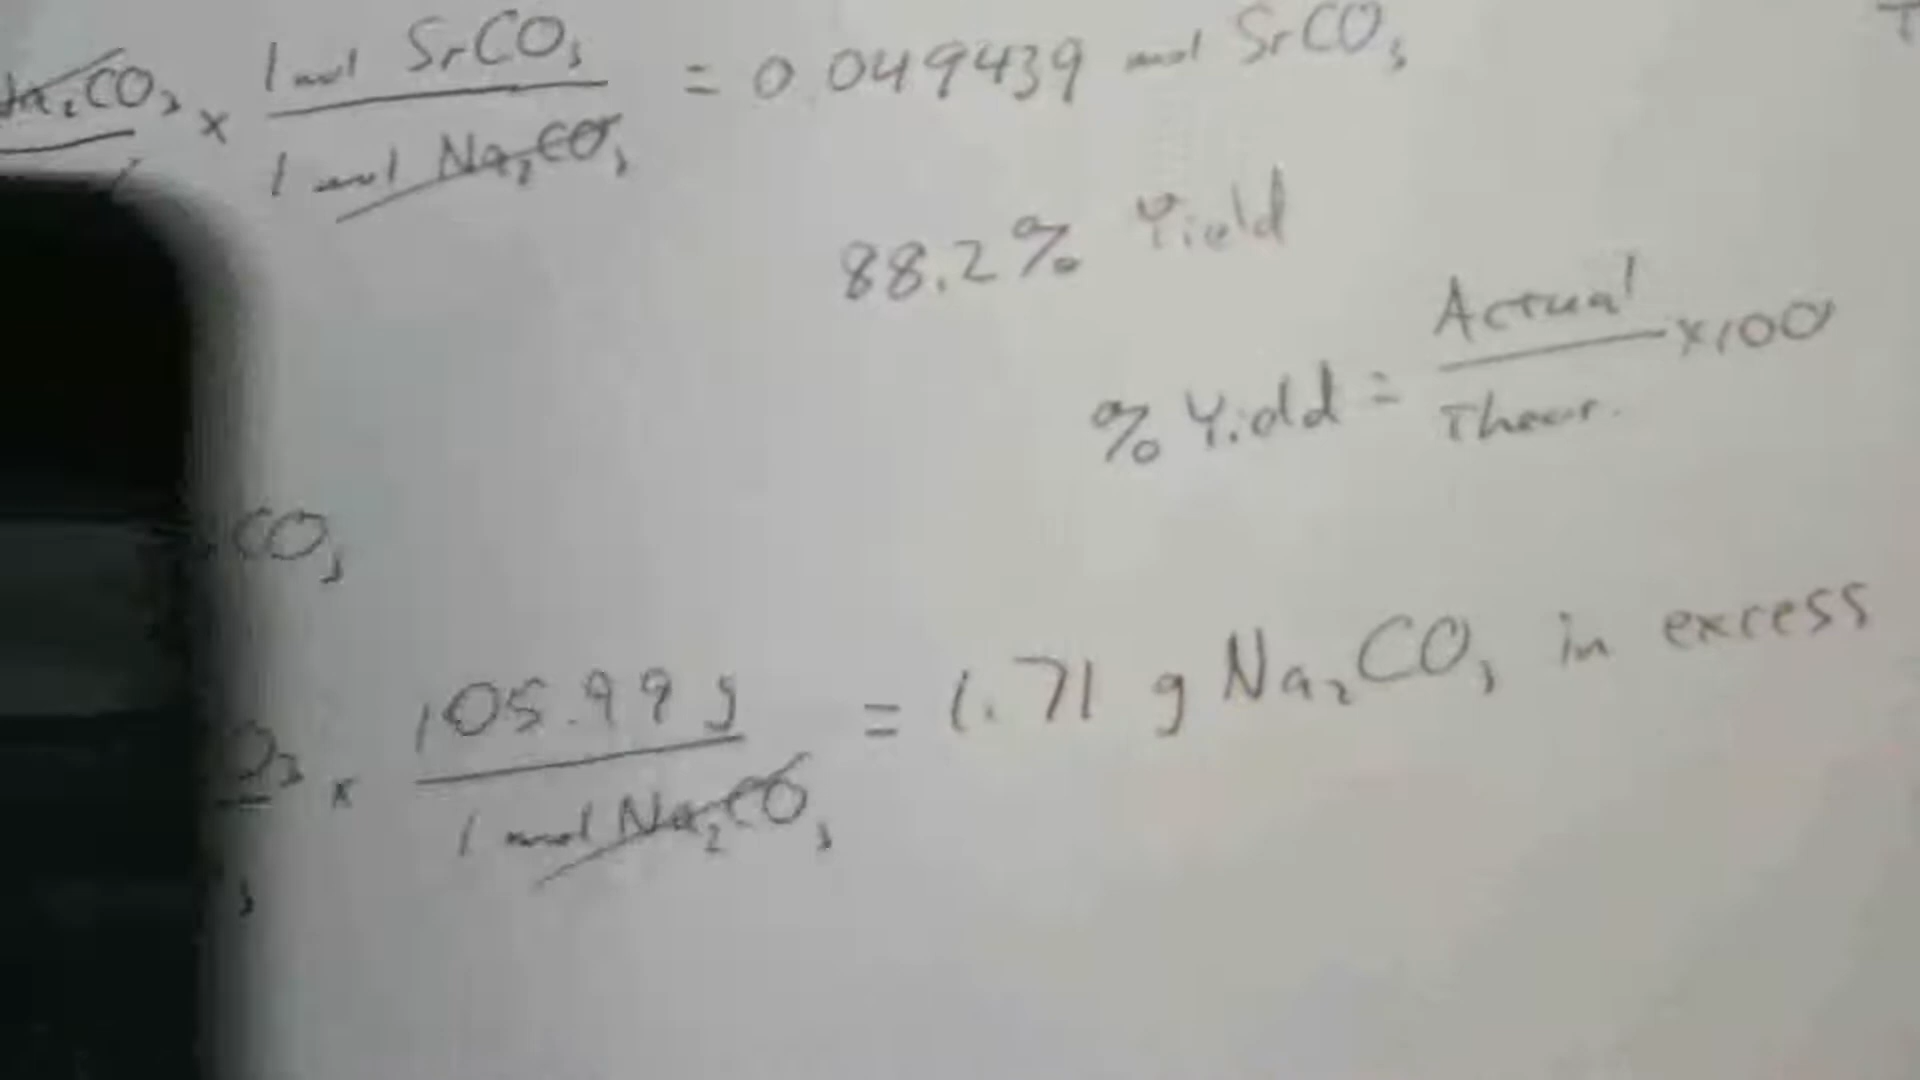 Na₂CO₃ × 1 mol SrCO₃ = 0.049439 mol SrCO₃
1 mol Na₂CO₃
88.2% Yield
% Yield = Actual ×100
Theor.
CO₃
3 × 105.99 g = 1.71 g Na₂CO₃ in excess
1 mol Na₂CO₃